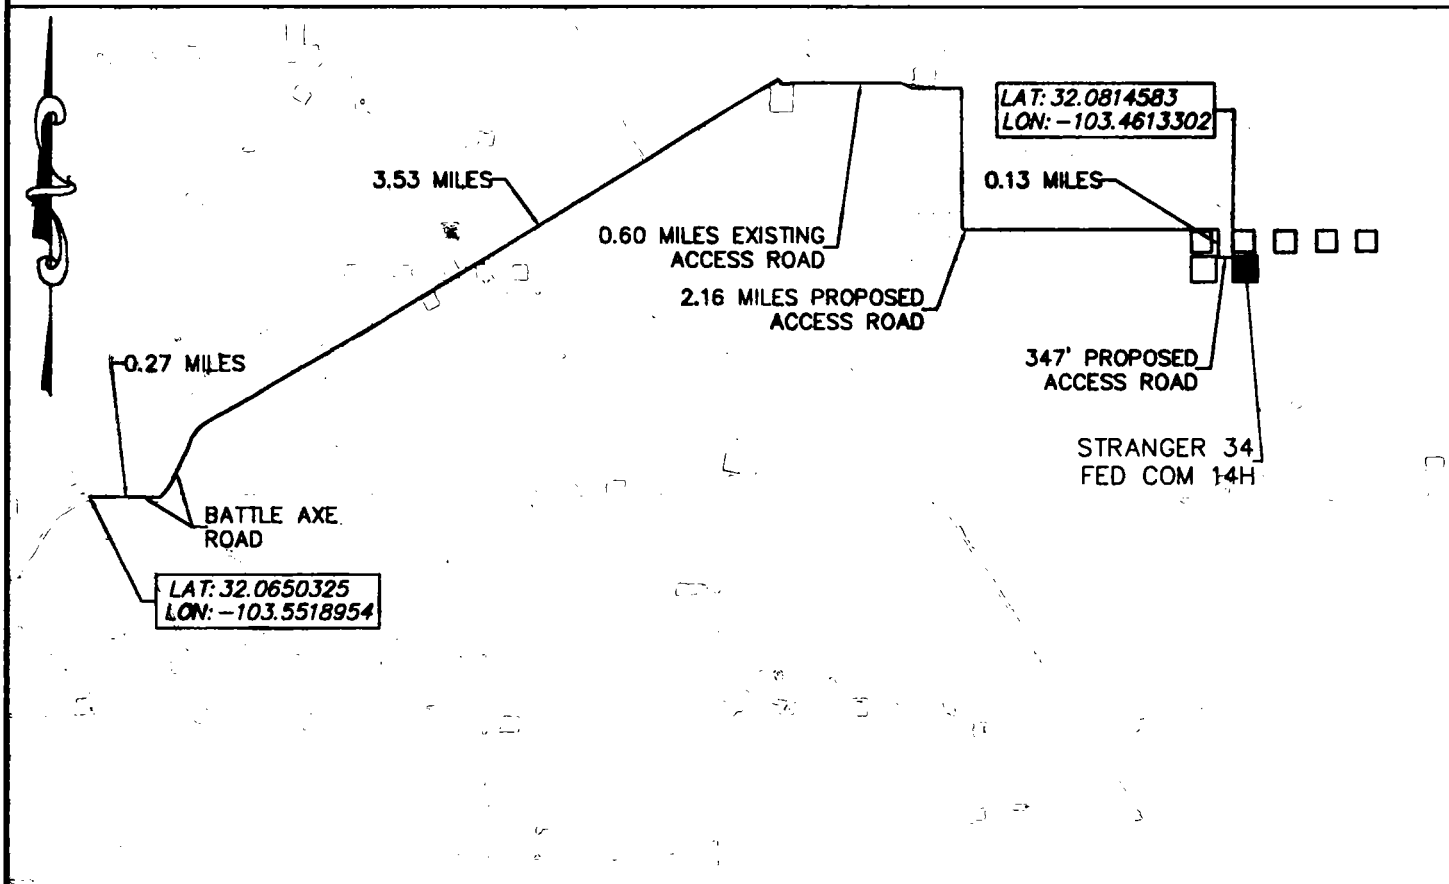 LAT: 32.0814583
LON: -103.4613302
3.53 MILES
0.13 MILES
0.60 MILES EXISTING
ACCESS ROAD
2.16 MILES PROPOSED
ACCESS ROAD
0.27 MILES
347' PROPOSED
ACCESS ROAD
STRANGER 34
FED COM 14H
BATTLE AXE
ROAD
LAT: 32.0650325
LON: -103.5518954